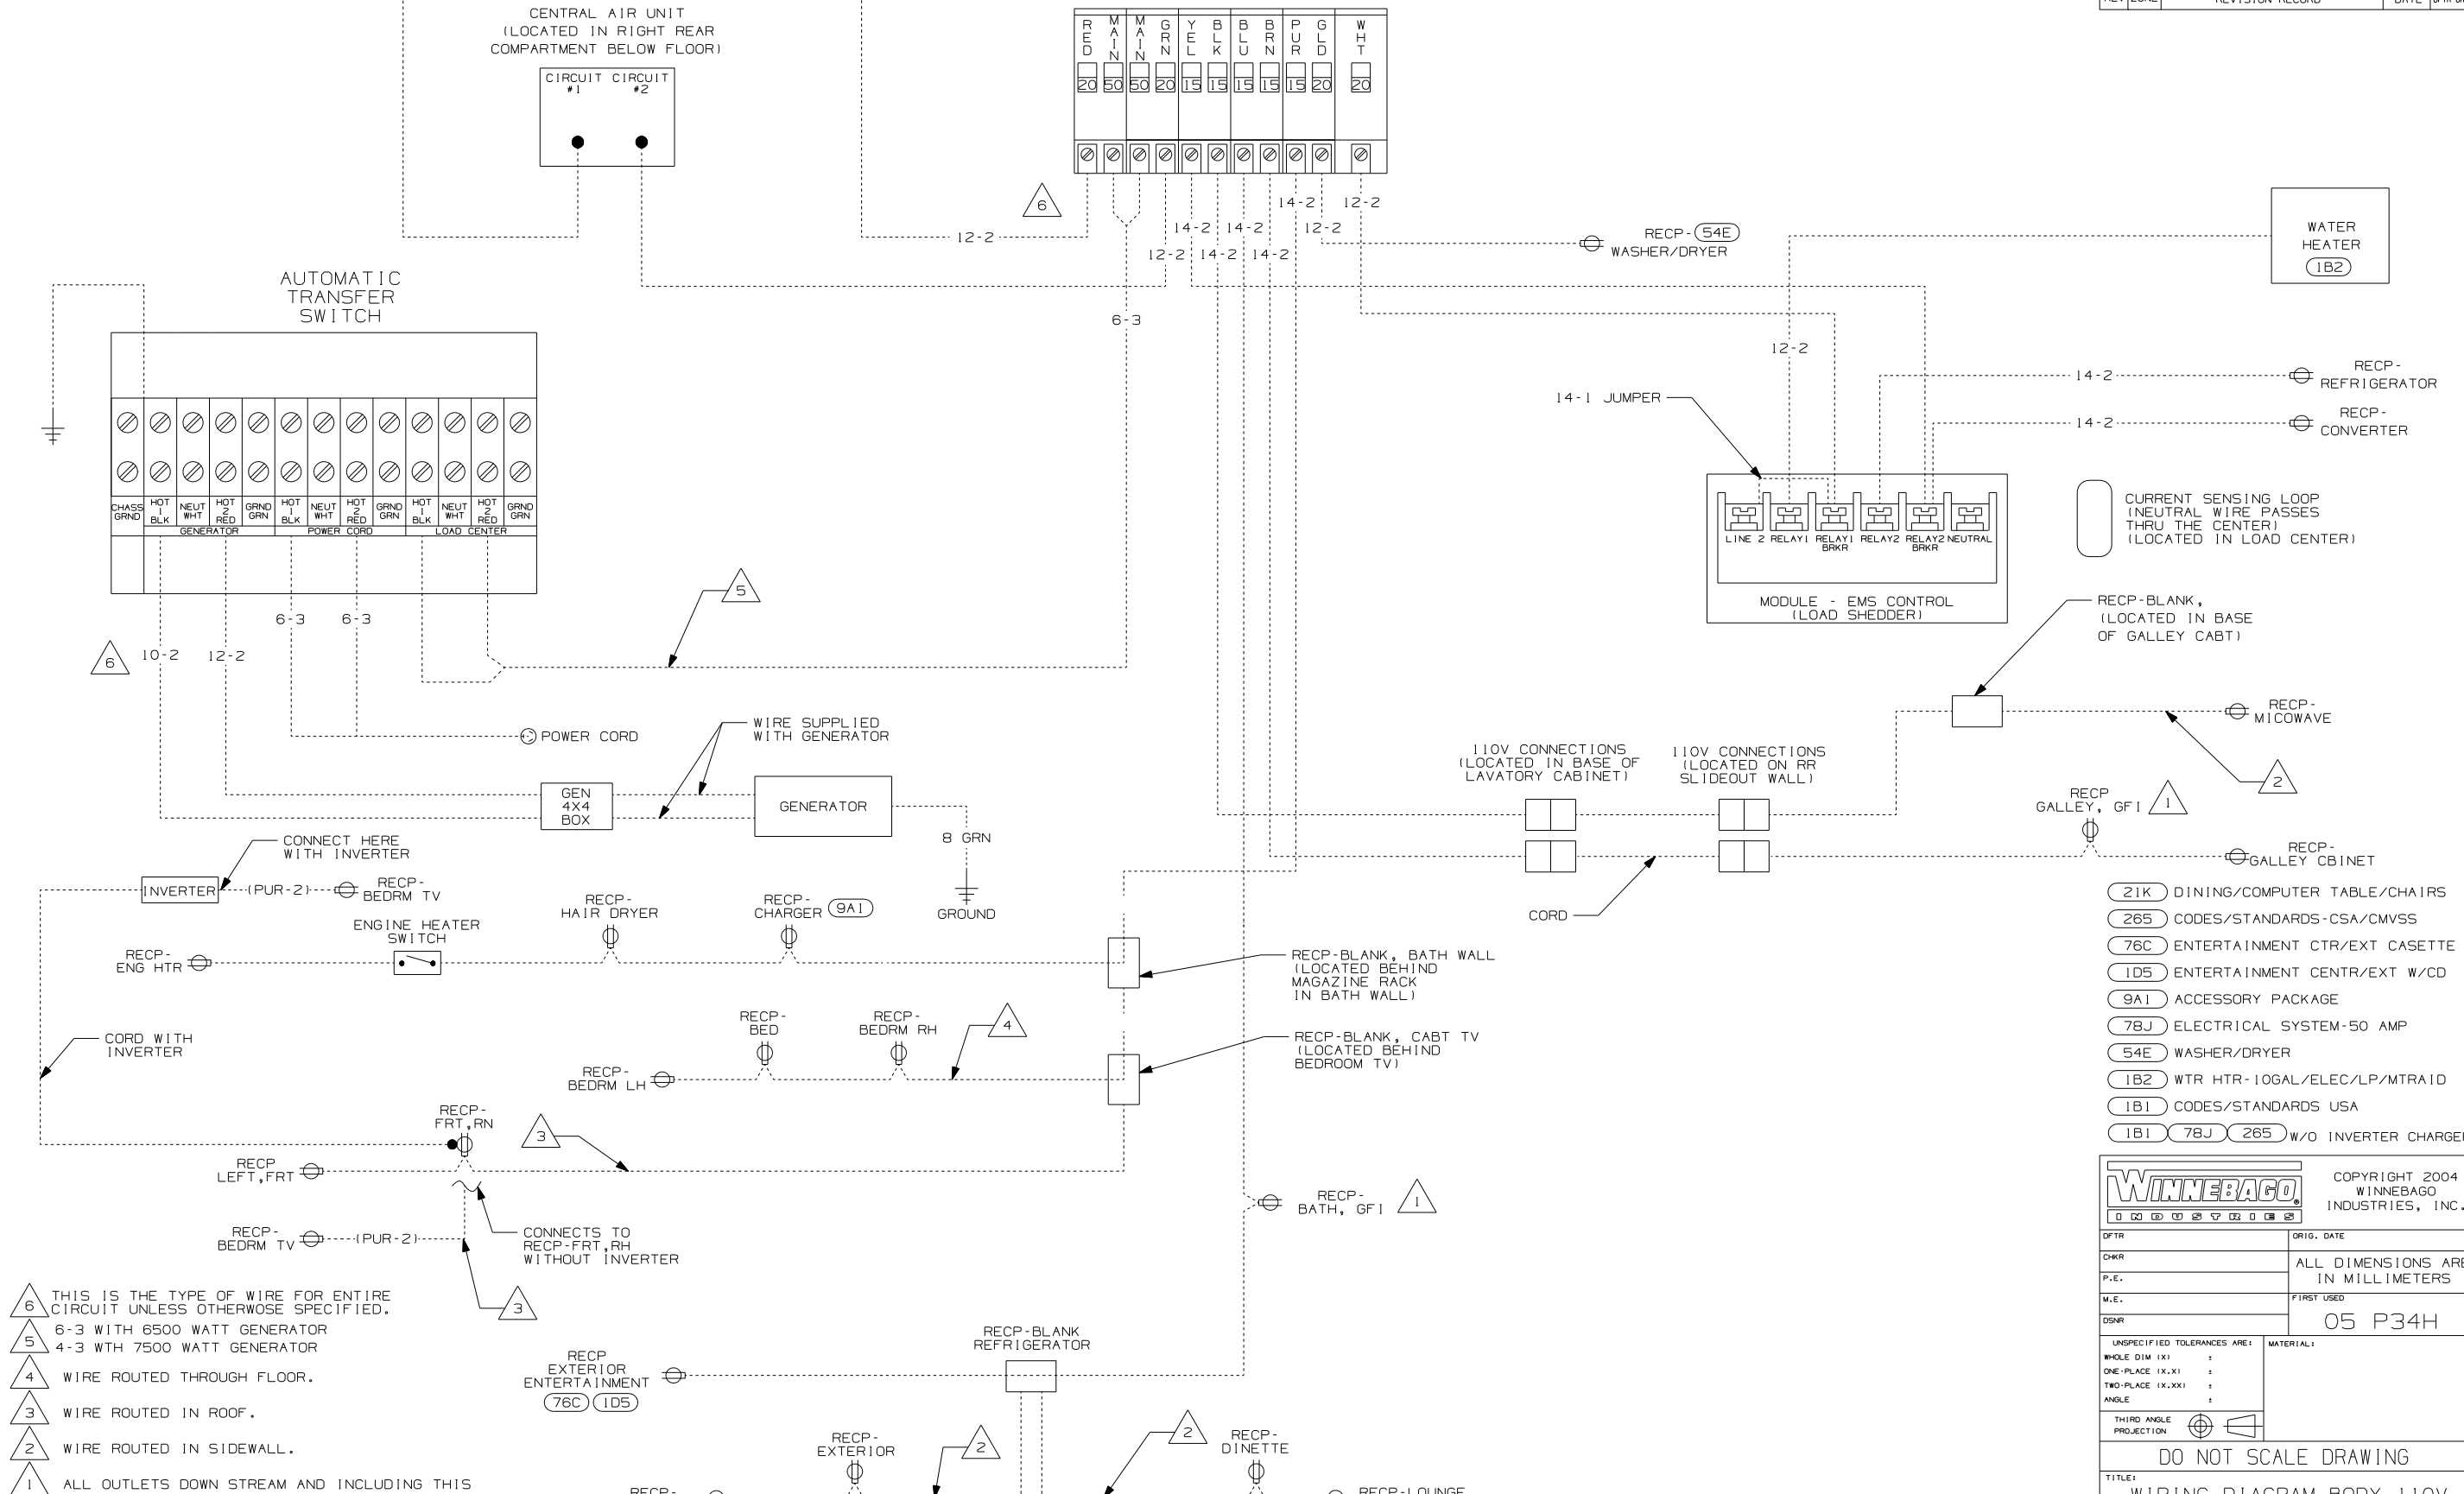 REV ZONE REVISION RECORD DATE
CENTRAL AIR UNIT
(LOCATED IN RIGHT REAR
COMPARTMENT BELOW FLOOR)
CIRCUIT CIRCUIT
#1 #2
RED MAIN MAIN GRN YEL BLK BLU BRN PUR GLD WHT
20 50 50 20 15 15 15 15 15 20 20
6
14-2 12-2
12-2
14-2 14-2 12-2
12-2 14-2 14-2
RECP- 54E
WASHER/DRYER
WATER
HEATER
1B2
AUTOMATIC
TRANSFER
SWITCH
6-3
12-2
14-2
RECP-
REFRIGERATOR
14-1 JUMPER
14-2
RECP-
CONVERTER
CHASS
GRND
HOT
1
BLK
NEUT
WHT
HOT
2
RED
GRND
GRN
HOT
1
BLK
NEUT
WHT
HOT
2
RED
GRND
GRN
HOT
1
BLK
NEUT
WHT
HOT
2
RED
GRND
GRN
GENERATOR POWER CORD LOAD CENTER
LINE 2 RELAY1 RELAY1
BRKR
RELAY2 RELAY2
BRKR
NEUTRAL
MODULE - EMS CONTROL
(LOAD SHEDDER)
CURRENT SENSING LOOP
(NEUTRAL WIRE PASSES
THRU THE CENTER)
(LOCATED IN LOAD CENTER)
5
6-3 6-3
6
10-2 12-2
RECP-BLANK,
(LOCATED IN BASE
OF GALLEY CABT)
POWER CORD
WIRE SUPPLIED
WITH GENERATOR
RECP-
MICOWAVE
110V CONNECTIONS
(LOCATED IN BASE OF
LAVATORY CABINET)
110V CONNECTIONS
(LOCATED ON RR
SLIDEOUT WALL)
2
GEN
4X4
BOX
GENERATOR
8 GRN
GROUND
RECP
GALLEY, GFI
1
RECP-
GALLEY CBINET
CONNECT HERE
WITH INVERTER
INVERTER
(PUR-2)
RECP-
BEDRM TV
CORD
ENGINE HEATER
SWITCH
RECP-
HAIR DRYER
RECP-
CHARGER 9A1
RECP-
ENG HTR
RECP-BLANK, BATH WALL
(LOCATED BEHIND
MAGAZINE RACK
IN BATH WALL)
CORD WITH
INVERTER
RECP-
BED
RECP-
BEDRM RH
4
RECP-
BEDRM LH
RECP-BLANK, CABT TV
(LOCATED BEHIND
BEDROOM TV)
RECP-
FRT,RN
3
RECP
LEFT,FRT
RECP-
BEDRM TV
(PUR-2)
CONNECTS TO
RECP-FRT,RH
WITHOUT INVERTER
3
RECP-
BATH, GFI
1
21K DINING/COMPUTER TABLE/CHAIRS
265 CODES/STANDARDS-CSA/CMVSS
76C ENTERTAINMENT CTR/EXT CASETTE
1D5 ENTERTAINMENT CENTR/EXT W/CD
9A1 ACCESSORY PACKAGE
78J ELECTRICAL SYSTEM-50 AMP
54E WASHER/DRYER
1B2 WTR HTR-10GAL/ELEC/LP/MTRAID
1B1 CODES/STANDARDS USA
1B1 78J 265 W/O INVERTER CHARGE
6 THIS IS THE TYPE OF WIRE FOR ENTIRE
CIRCUIT UNLESS OTHERWOSE SPECIFIED.
5 6-3 WITH 6500 WATT GENERATOR
4-3 WTH 7500 WATT GENERATOR
4 WIRE ROUTED THROUGH FLOOR.
3 WIRE ROUTED IN ROOF.
2 WIRE ROUTED IN SIDEWALL.
1 ALL OUTLETS DOWN STREAM AND INCLUDING THIS
RECP-BLANK
REFRIGERATOR
RECP
EXTERIOR
ENTERTAINMENT
76C 1D5
RECP-
EXTERIOR
2
2
RECP-
DINETTE
RECP-
RECP-LOUNGE
WINNEBAGO
INDUSTRIES
COPYRIGHT 2004
WINNEBAGO
INDUSTRIES, INC.
DFTR
ORIG. DATE
CHKR
ALL DIMENSIONS ARE
IN MILLIMETERS
P.E.
M.E.
FIRST USED
DSNR
05 P34H
UNSPECIFIED TOLERANCES ARE:
MATERIAL:
WHOLE DIM (X) ±
ONE-PLACE (X.X) ±
TWO-PLACE (X.XX) ±
ANGLE ±
THIRD ANGLE
PROJECTION
DO NOT SCALE DRAWING
TITLE:
WIRING DIAGRAM BODY 110V